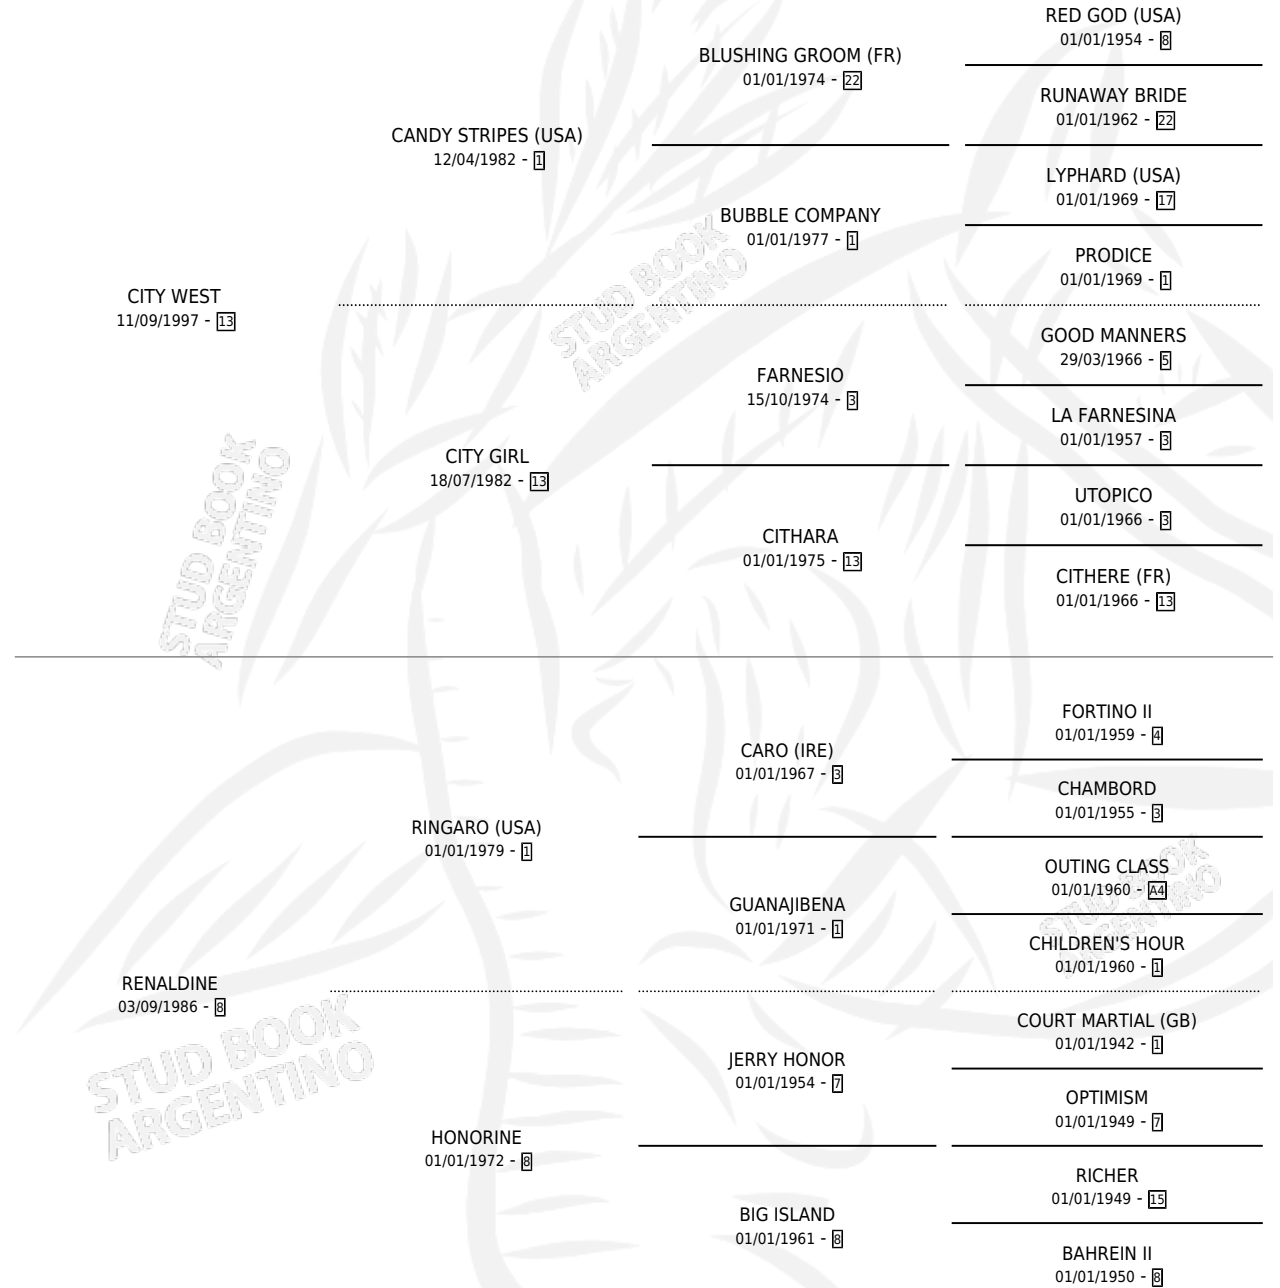 RED GOD (USA)
01/01/1954 - 8
BLUSHING GROOM (FR)
01/01/1974 - 22
RUNAWAY BRIDE
01/01/1962 - 22
CANDY STRIPES (USA)
12/04/1982 - 1
LYPHARD (USA)
01/01/1969 - 17
BUBBLE COMPANY
01/01/1977 - 1
PRODICE
01/01/1969 - 1
CITY WEST
11/09/1997 - 13
GOOD MANNERS
29/03/1966 - 5
FARNESIO
15/10/1974 - 3
LA FARNESINA
01/01/1957 - 3
CITY GIRL
18/07/1982 - 13
UTOPICO
01/01/1966 - 3
CITHARA
01/01/1975 - 13
CITHERE (FR)
01/01/1966 - 13
FORTINO II
01/01/1959 - 4
CARO (IRE)
01/01/1967 - 3
CHAMBORD
01/01/1955 - 3
RINGARO (USA)
01/01/1979 - 1
OUTING CLASS
01/01/1960 - A4
GUANAJIBENA
01/01/1971 - 1
CHILDREN'S HOUR
01/01/1960 - 1
RENALDINE
03/09/1986 - 8
COURT MARTIAL (GB)
01/01/1942 - 1
JERRY HONOR
01/01/1954 - 7
OPTIMISM
01/01/1949 - 7
HONORINE
01/01/1972 - 8
RICHER
01/01/1949 - 15
BIG ISLAND
01/01/1961 - 8
BAHREIN II
01/01/1950 - 8
STUD BOOK
ARGENTINO
STUD BOOK
ARGENTINO
STUD BOOK
ARGENTINO
STUD BOOK
ARGENTINO